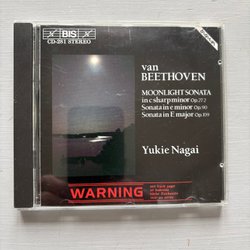 BIS
CD-281 STEREO
van
BEETHOVEN
MOONLIGHT SONATA
in c sharp minor Op.27/2
Sonata in e minor Op.90
Sonata in E major Op.109
Yukie Nagai
WARNING